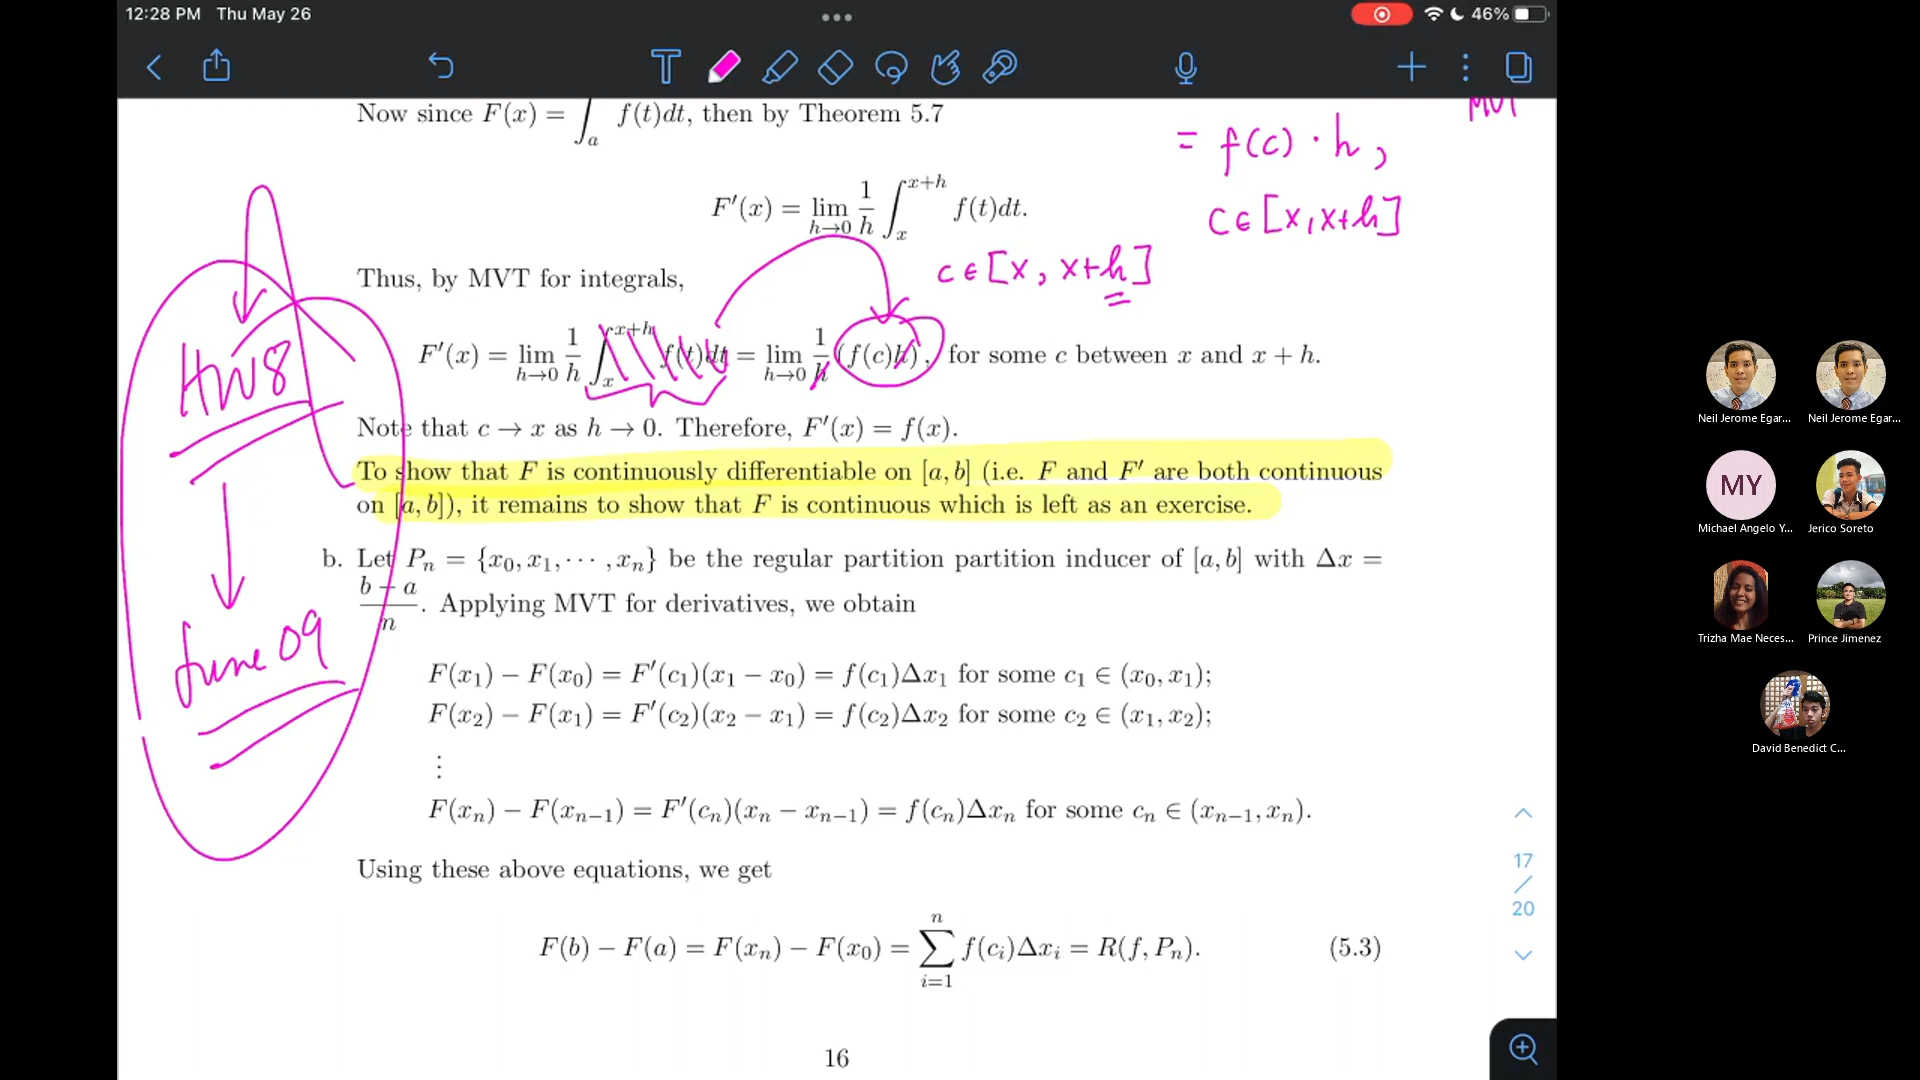 12:28 PM Thu May 26
46%
Now since F(x) = ∫_a f(t)dt, then by Theorem 5.7
MVT
= f(c) · h,
c ∈ [x, x+h]
F′(x) = lim_{h→0} 1/h ∫_x^{x+h} f(t)dt.
c ∈ [x, x+h]
Thus, by MVT for integrals,
F′(x) = lim_{h→0} 1/h ∫_x^{x+h} f(t)dt = lim_{h→0} 1/h (f(c)h), for some c between x and x + h.
HW8
Note that c → x as h → 0. Therefore, F′(x) = f(x).
To show that F is continuously differentiable on [a, b] (i.e. F and F′ are both continuous
on [a, b]), it remains to show that F is continuous which is left as an exercise.
b. Let P_n = {x_0, x_1, ⋯ , x_n} be the regular partition partition inducer of [a, b] with Δx =
(b − a)/n. Applying MVT for derivatives, we obtain
June 09
F(x_1) − F(x_0) = F′(c_1)(x_1 − x_0) = f(c_1)Δx_1 for some c_1 ∈ (x_0, x_1);
F(x_2) − F(x_1) = F′(c_2)(x_2 − x_1) = f(c_2)Δx_2 for some c_2 ∈ (x_1, x_2);
⋮
F(x_n) − F(x_{n−1}) = F′(c_n)(x_n − x_{n−1}) = f(c_n)Δx_n for some c_n ∈ (x_{n−1}, x_n).
Using these above equations, we get
F(b) − F(a) = F(x_n) − F(x_0) = ∑_{i=1}^{n} f(c_i)Δx_i = R(f, P_n). (5.3)
16
17
/
20
Neil Jerome Egar... Neil Jerome Egar...
MY
Michael Angelo Y... Jerico Soreto
Trizha Mae Neces... Prince Jimenez
David Benedict C...